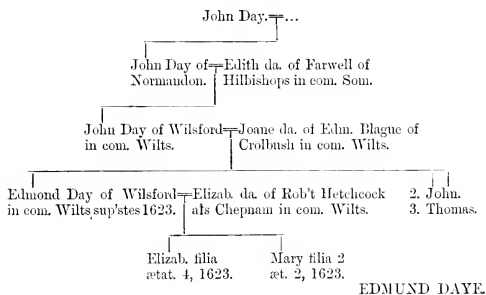 John Day.=...
John Day of=Edith da. of Farwell of
Normandon. Hilbishops in com. Som.
John Day of Wilsford=Joane da. of Edm. Blague of
in com. Wilts. Crolbush in com. Wilts.
Edmond Day of Wilsford=Elizab. da. of Rob't Hetchcock 2. John.
in com. Wilts sup'stes 1623. als Chepnam in com. Wilts. 3. Thomas.
Elizab. filia Mary filia 2
ætat. 4, 1623. æt. 2, 1623.
EDMUND DAYE.